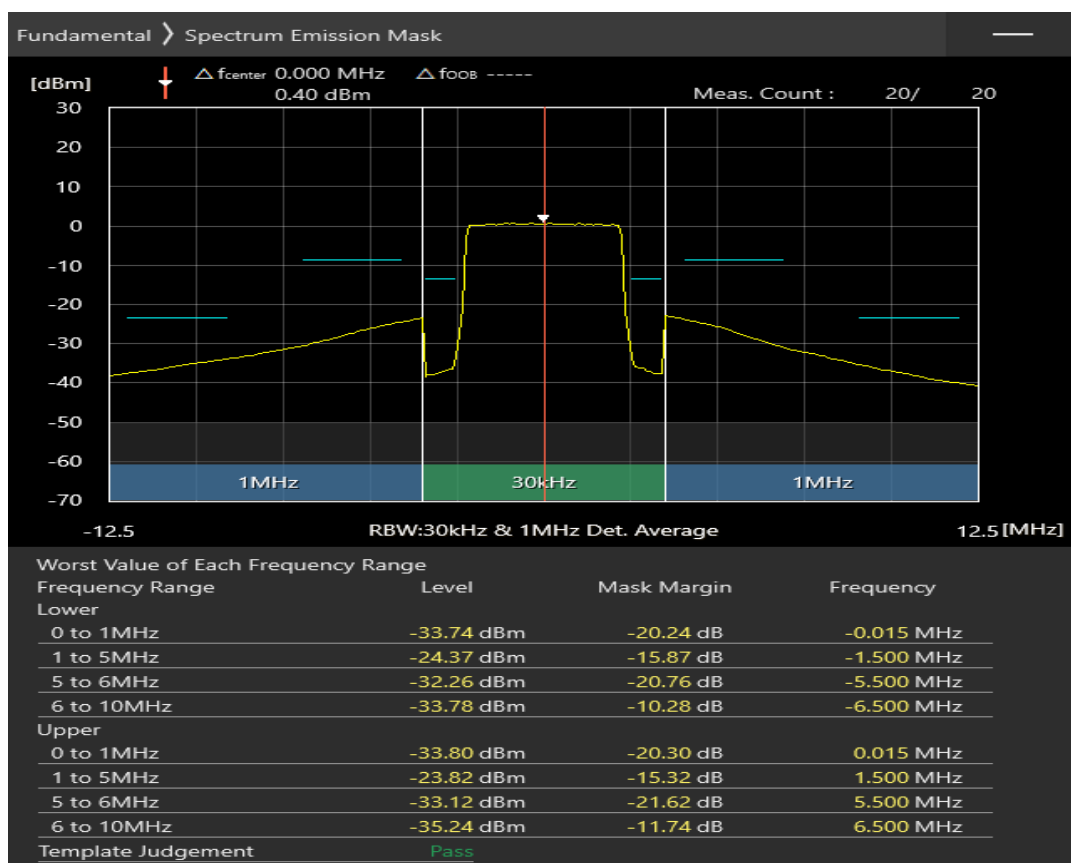 Fundamental ❯ Spectrum Emission Mask
△ fcenter 0.000 MHz △ fOOB -----
[dBm]
0.40 dBm Meas. Count : 20/ 20
30
20
10
0
-10
-20
-30
-40
-50
-60
1MHz 30kHz 1MHz
-70
-12.5 RBW:30kHz & 1MHz Det. Average 12.5 [MHz]
Worst Value of Each Frequency Range
Frequency Range Level Mask Margin Frequency
Lower
0 to 1MHz -33.74 dBm -20.24 dB -0.015 MHz
1 to 5MHz -24.37 dBm -15.87 dB -1.500 MHz
5 to 6MHz -32.26 dBm -20.76 dB -5.500 MHz
6 to 10MHz -33.78 dBm -10.28 dB -6.500 MHz
Upper
0 to 1MHz -33.80 dBm -20.30 dB 0.015 MHz
1 to 5MHz -23.82 dBm -15.32 dB 1.500 MHz
5 to 6MHz -33.12 dBm -21.62 dB 5.500 MHz
6 to 10MHz -35.24 dBm -11.74 dB 6.500 MHz
Template Judgement Pass